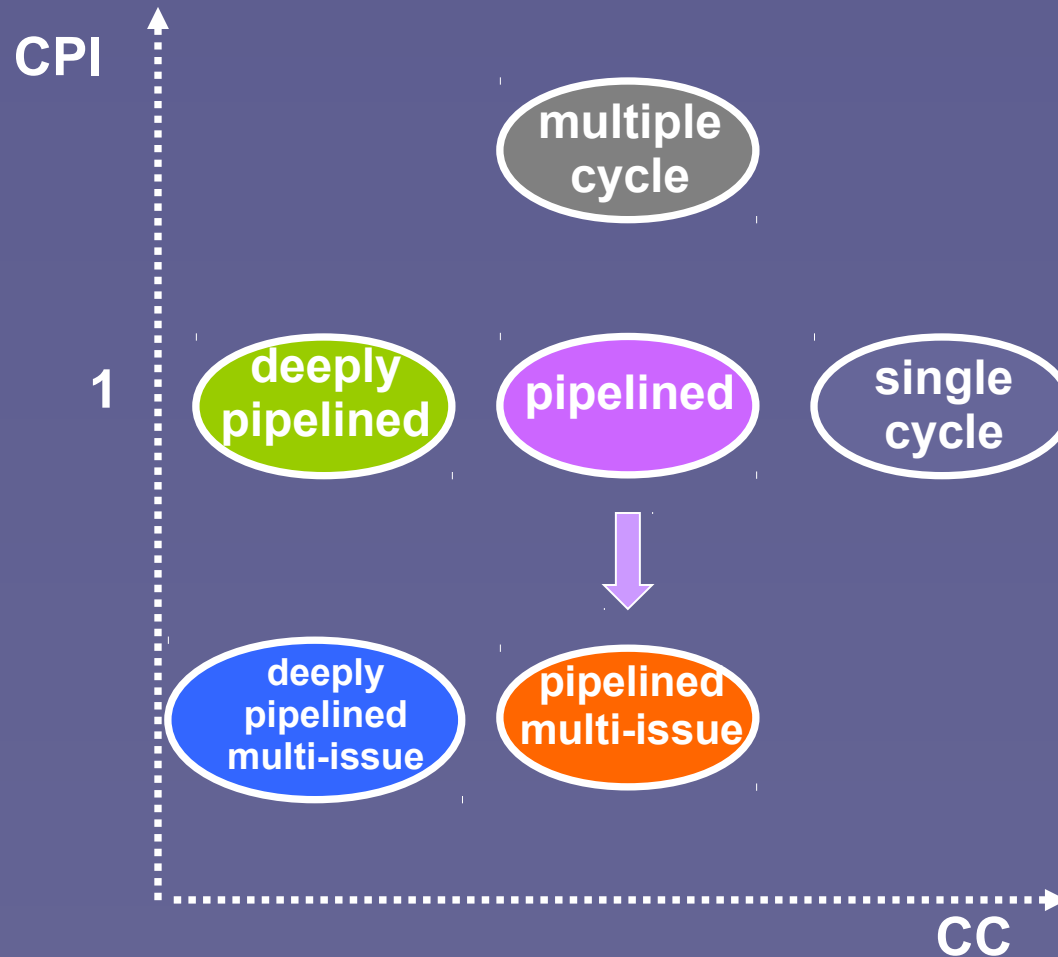 CPI
multiple
cycle
1
deeply
pipelined
pipelined
single
cycle
deeply
pipelined
multi-issue
pipelined
multi-issue
CC